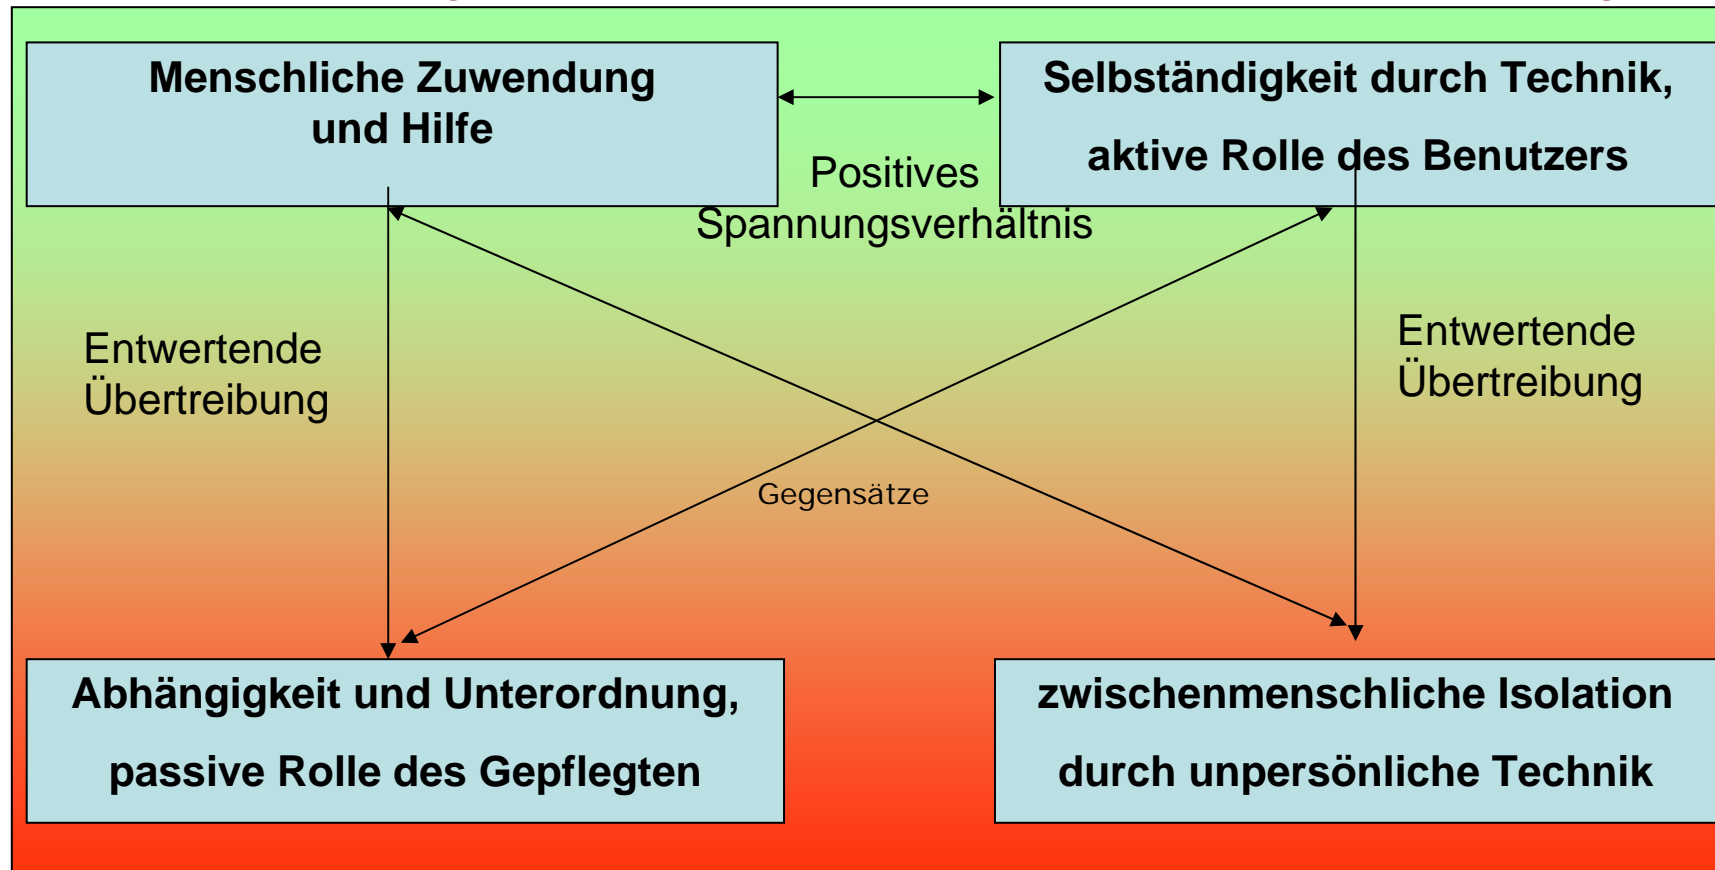 Menschliche Zuwendung
und Hilfe
Selbständigkeit durch Technik,
aktive Rolle des Benutzers
Positives
Spannungsverhältnis
Entwertende
Übertreibung
Entwertende
Übertreibung
Gegensätze
Abhängigkeit und Unterordnung,
passive Rolle des Gepflegten
zwischenmenschliche Isolation
durch unpersönliche Technik